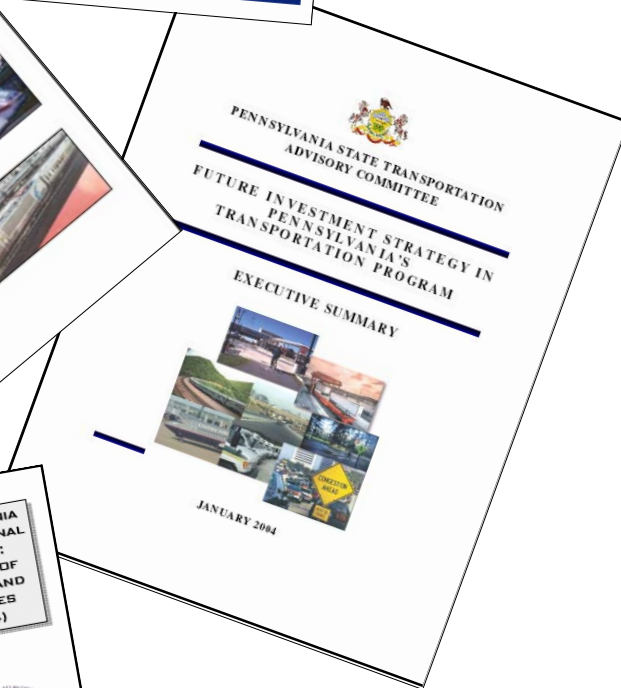 PENNSYLVANIA STATE TRANSPORTATION
ADVISORY COMMITTEE
FUTURE INVESTMENT STRATEGY IN
PENNSYLVANIA'S
TRANSPORTATION PROGRAM
EXECUTIVE SUMMARY
CONGESTION
AHEAD
JANUARY 2004
NIA
NAL
:
OF
AND
ES
)